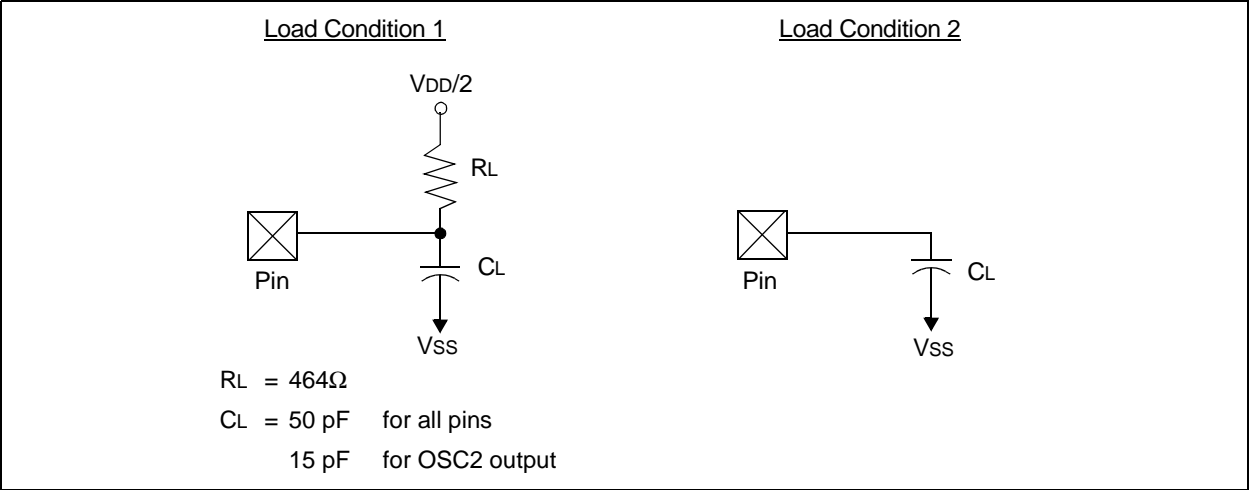 Load Condition 1
VDD/2
RL
Pin
CL
VSS
RL = 464Ω
CL = 50 pF for all pins
15 pF for OSC2 output
Load Condition 2
Pin
CL
VSS